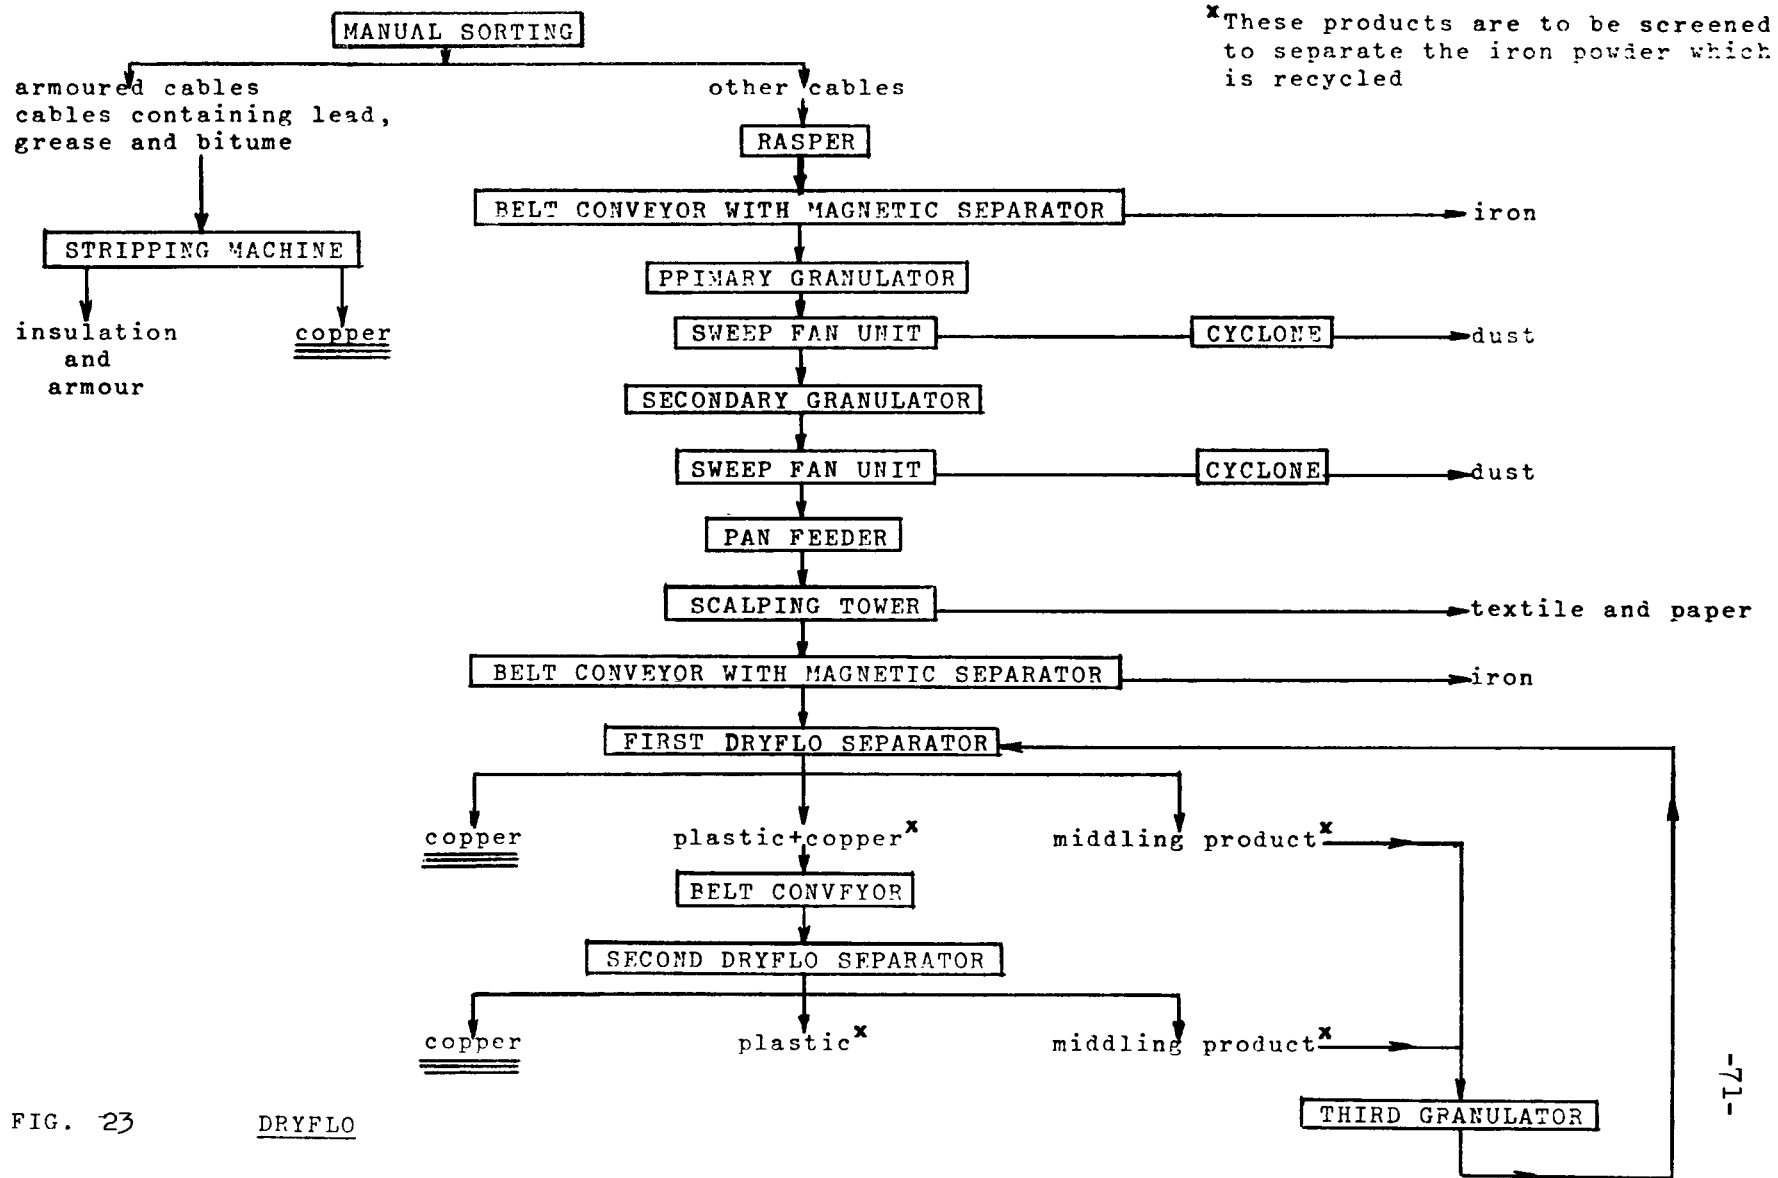 MANUAL SORTING
xThese products are to be screened
to separate the iron powder which
is recycled
armoured cables
cables containing lead,
grease and bitume
other cables
RASPER
BELT CONVEYOR WITH MAGNETIC SEPARATOR
iron
STRIPPING MACHINE
PPIMARY GRANULATOR
insulation
and
armour
copper
SWEEP FAN UNIT
CYCLONE
dust
SECONDARY GRANULATOR
SWEEP FAN UNIT
CYCLONE
dust
PAN FEEDER
SCALPING TOWER
textile and paper
BELT CONVEYOR WITH MAGNETIC SEPARATOR
iron
FIRST DRYFLO SEPARATOR
copper
plastic+copperx
middling productx
BELT CONVFYOR
SECOND DRYFLO SEPARATOR
copper
plasticx
middling productx
THIRD GRANULATOR
-71-
FIG. 23
DRYFLO